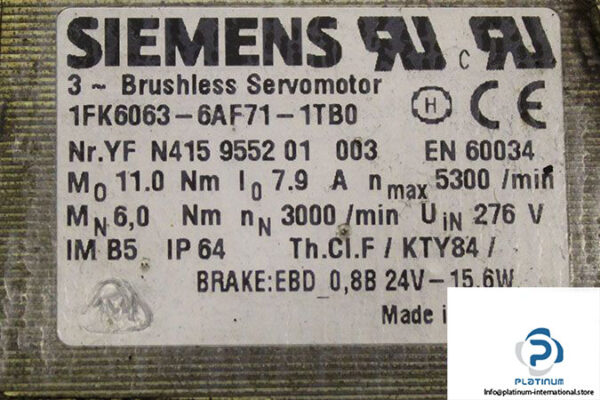 SIEMENS
3 ~ Brushless Servomotor
1FK6063-6AF71-1TB0
Nr.YF N415 9552 01 003 EN 60034
M0 11.0 Nm I0 7.9 A nmax 5300 /min
MN 6,0 Nm nN 3000 /min UiN 276 V
IM B5 IP 64 Th.Cl.F / KTY84 /
BRAKE:EBD 0,8B 24V-15.6W
Made i
PLATINUM
Info@platinum-international.store